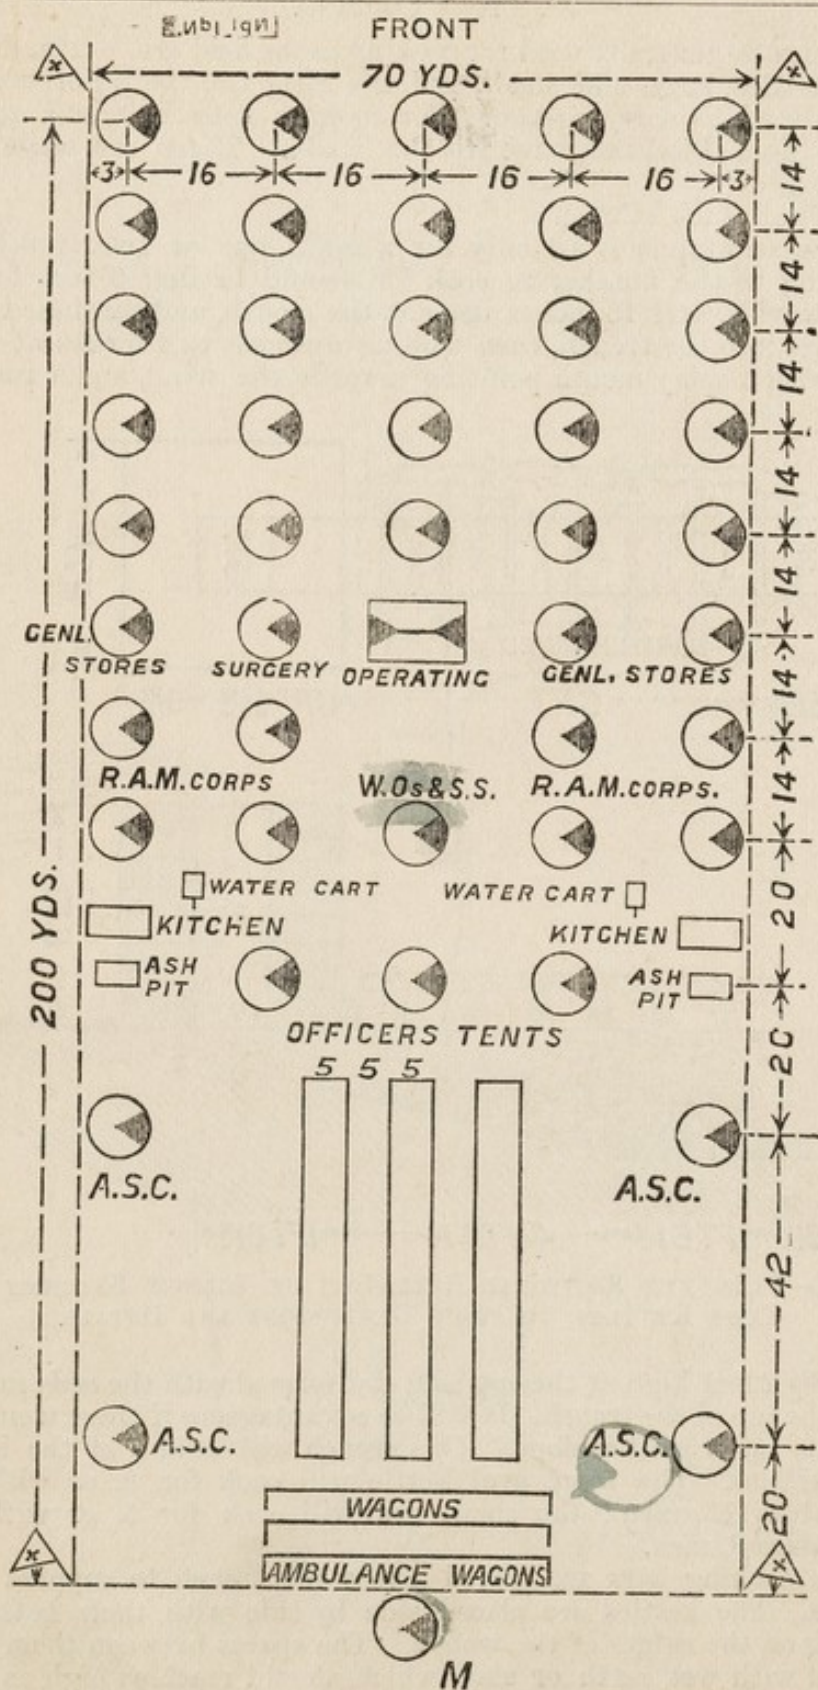 FRONT
70 YDS.
3 16 16 16 16 3
14
14
14
14
14
GENL.
STORES SURGERY OPERATING GENL. STORES
14
R.A.M.CORPS W.Os&S.S. R.A.M.CORPS.
14
WATER CART WATER CART
KITCHEN KITCHEN
20
200 YDS.
ASH PIT ASH PIT
OFFICERS TENTS
20
5 5 5
A.S.C. A.S.C.
42
A.S.C. A.S.C.
WAGONS
20
AMBULANCE WAGONS
M
x x
x x